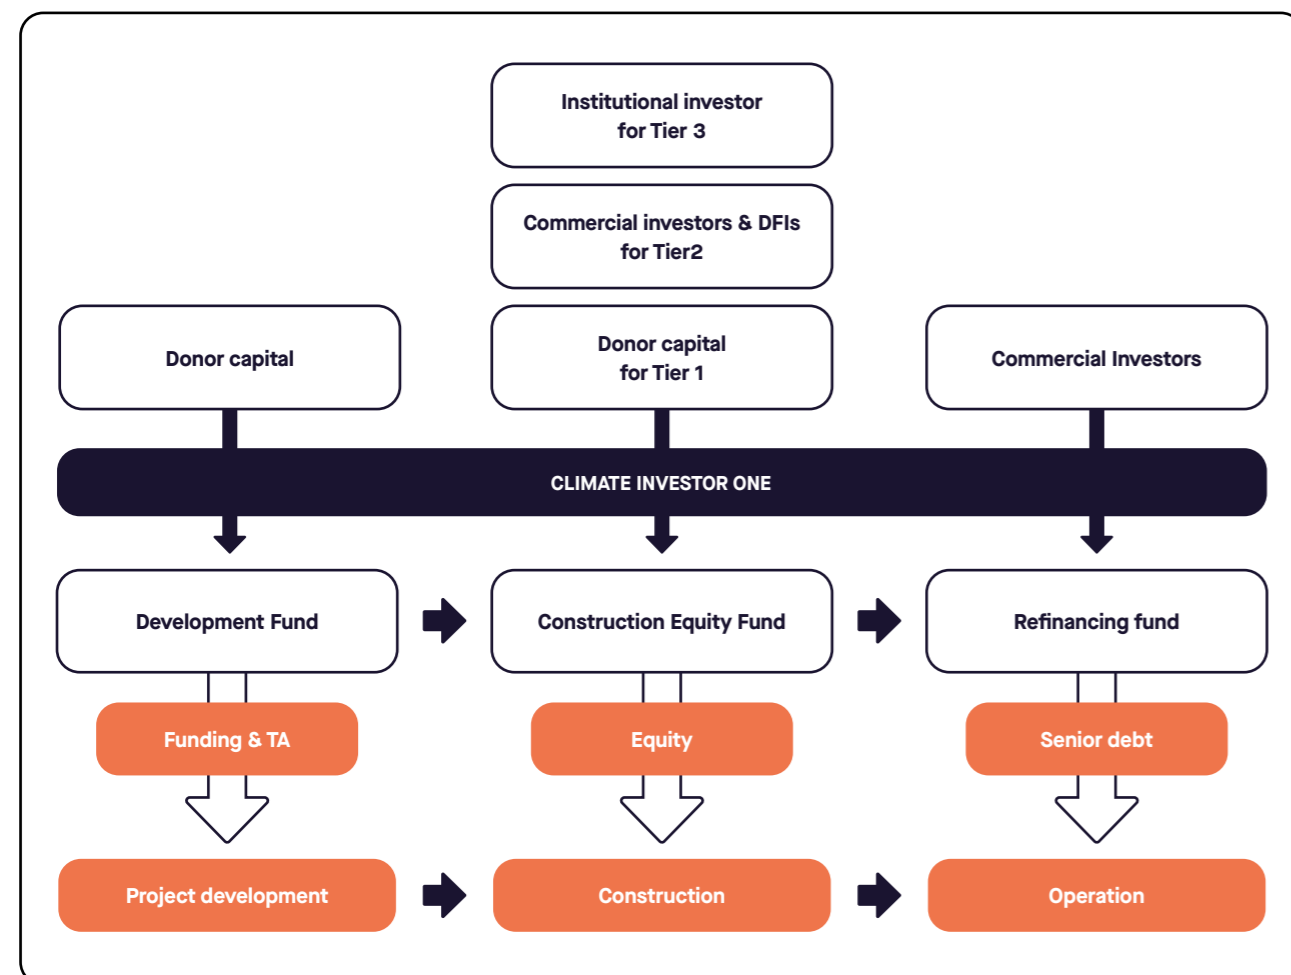 Institutional investor
for Tier 3
Commercial investors & DFIs
for Tier2
Donor capital
Donor capital
for Tier 1
Commercial Investors
CLIMATE INVESTOR ONE
Development Fund
Construction Equity Fund
Refinancing fund
Funding & TA
Equity
Senior debt
Project development
Construction
Operation